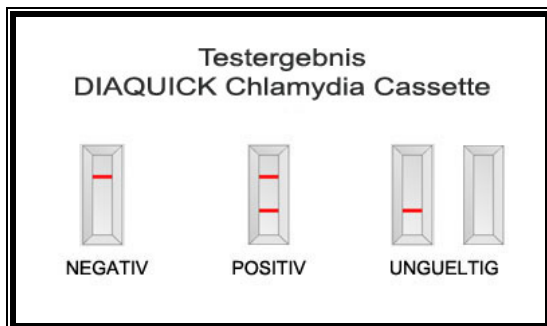 Testergebnis
DIAQUICK Chlamydia Cassette
NEGATIV POSITIV UNGUELTIG